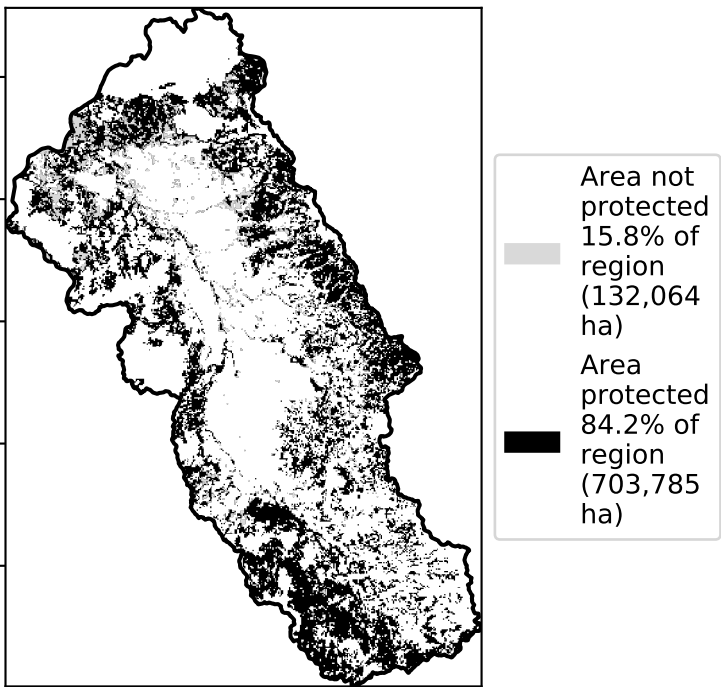 Area not
protected
15.8% of
region
(132,064
ha)
Area
protected
84.2% of
region
(703,785
ha)